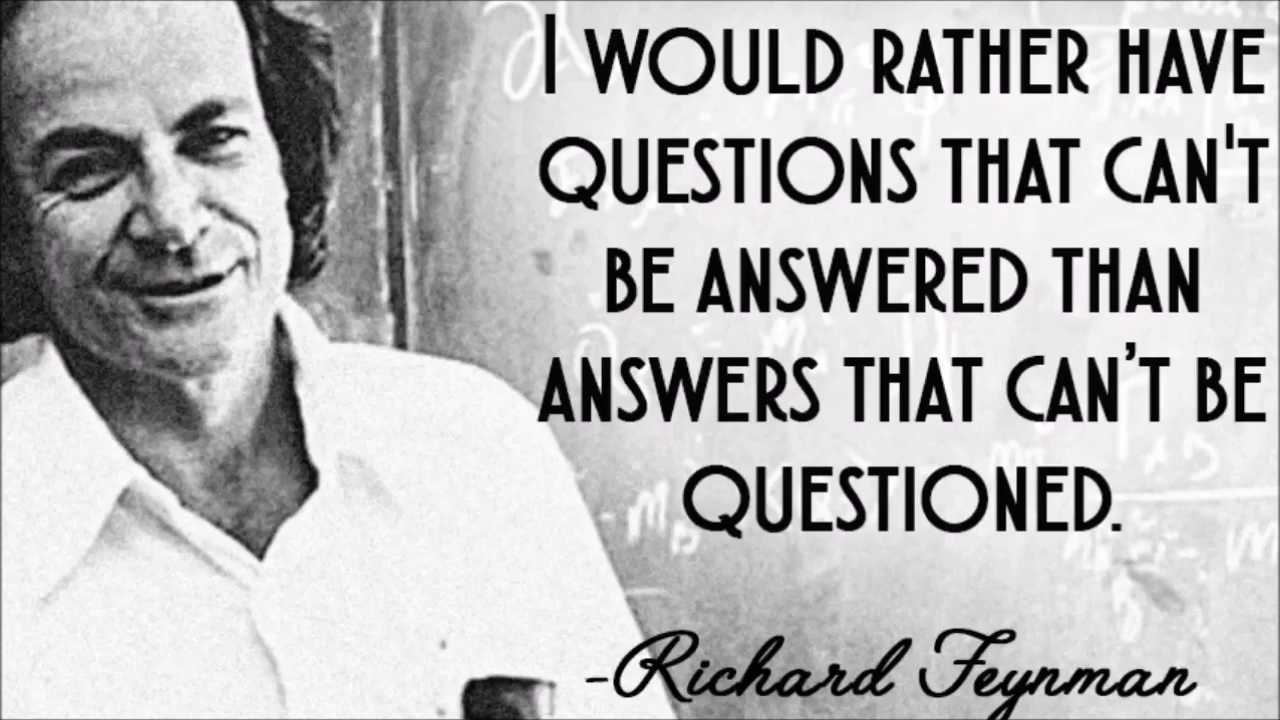 I WOULD RATHER HAVE
QUESTIONS THAT CAN'T
BE ANSWERED THAN
ANSWERS THAT CAN’T BE
QUESTIONED.
-Richard Feynman